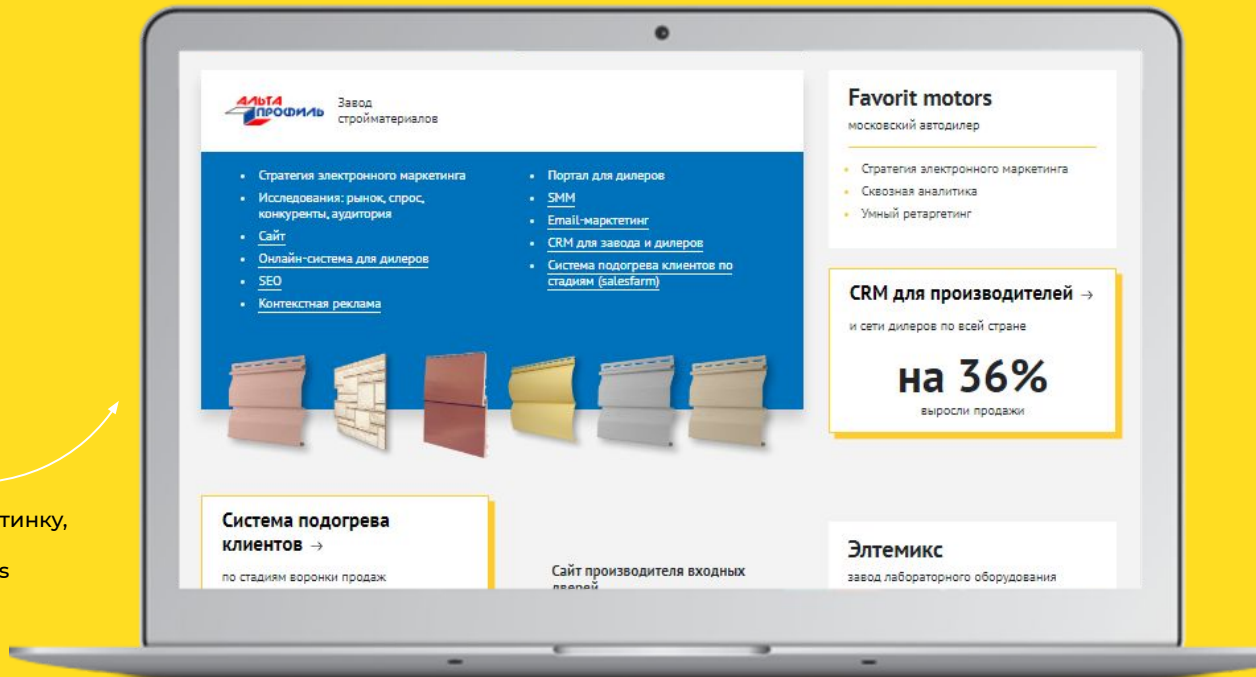 АЛЬТА
ПРОФИЛЬ
Завод
стройматериалов
• Стратегия электронного маркетинга
• Исследования: рынок, спрос,
конкуренты, аудитория
• Сайт
• Онлайн-система для дилеров
• SEO
• Контекстная реклама
• Портал для дилеров
• SMM
• Email-марктетинг
• CRM для завода и дилеров
• Система подогрева клиентов по
стадиям (salesfarm)
Favorit motors
московский автодилер
• Стратегия электронного маркетинга
• Сквозная аналитика
• Умный ретаргетинг
CRM для производителей →
и сети дилеров по всей стране
на 36%
выросли продажи
тинку,
s
Система подогрева
клиентов →
по стадиям воронки продаж
Сайт производителя входных
дверей
Элтемикс
завод лабораторного оборудования